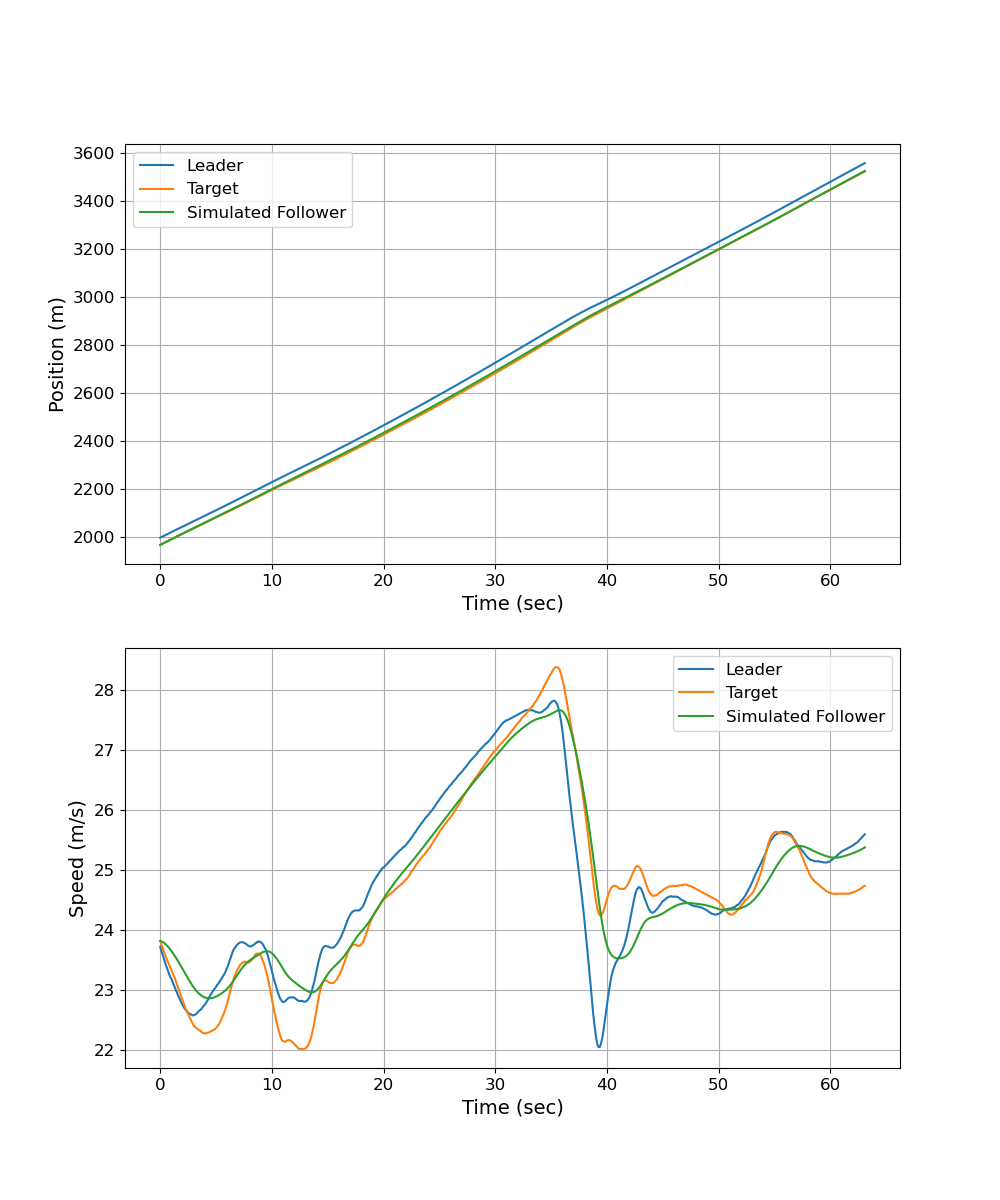 3600
3400
3200
3000
2800
2600
2400
2200
2000
Position (m)
Leader
Target
Simulated Follower
0 10 20 30 40 50 60
Time (sec)
28
27
26
25
24
23
22
Speed (m/s)
Leader
Target
Simulated Follower
0 10 20 30 40 50 60
Time (sec)